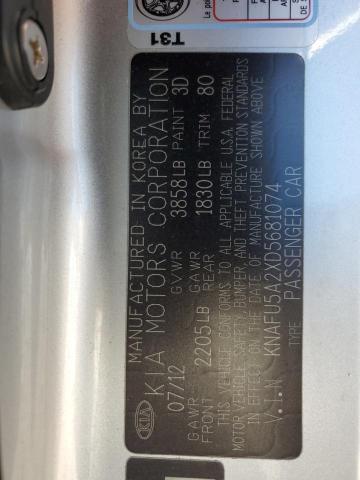 T31
MANUFACTURED IN KOREA BY
KIA KIA MOTORS CORPORATION
07/12 GVWR 3858LB PAINT 3D
GAWR FRONT 2205LB GAWR REAR 1830LB TRIM 80
THIS VEHICLE CONFORMS TO ALL APPLICABLE U.S.A. FEDERAL
MOTOR VEHICLE SAFETY, BUMPER, AND THEFT PREVENTION STANDARDS
IN EFFECT ON THE DATE OF MANUFACTURE SHOWN ABOVE
V.I.N KNAFU5A2XD5681074
TYPE PASSENGER CAR